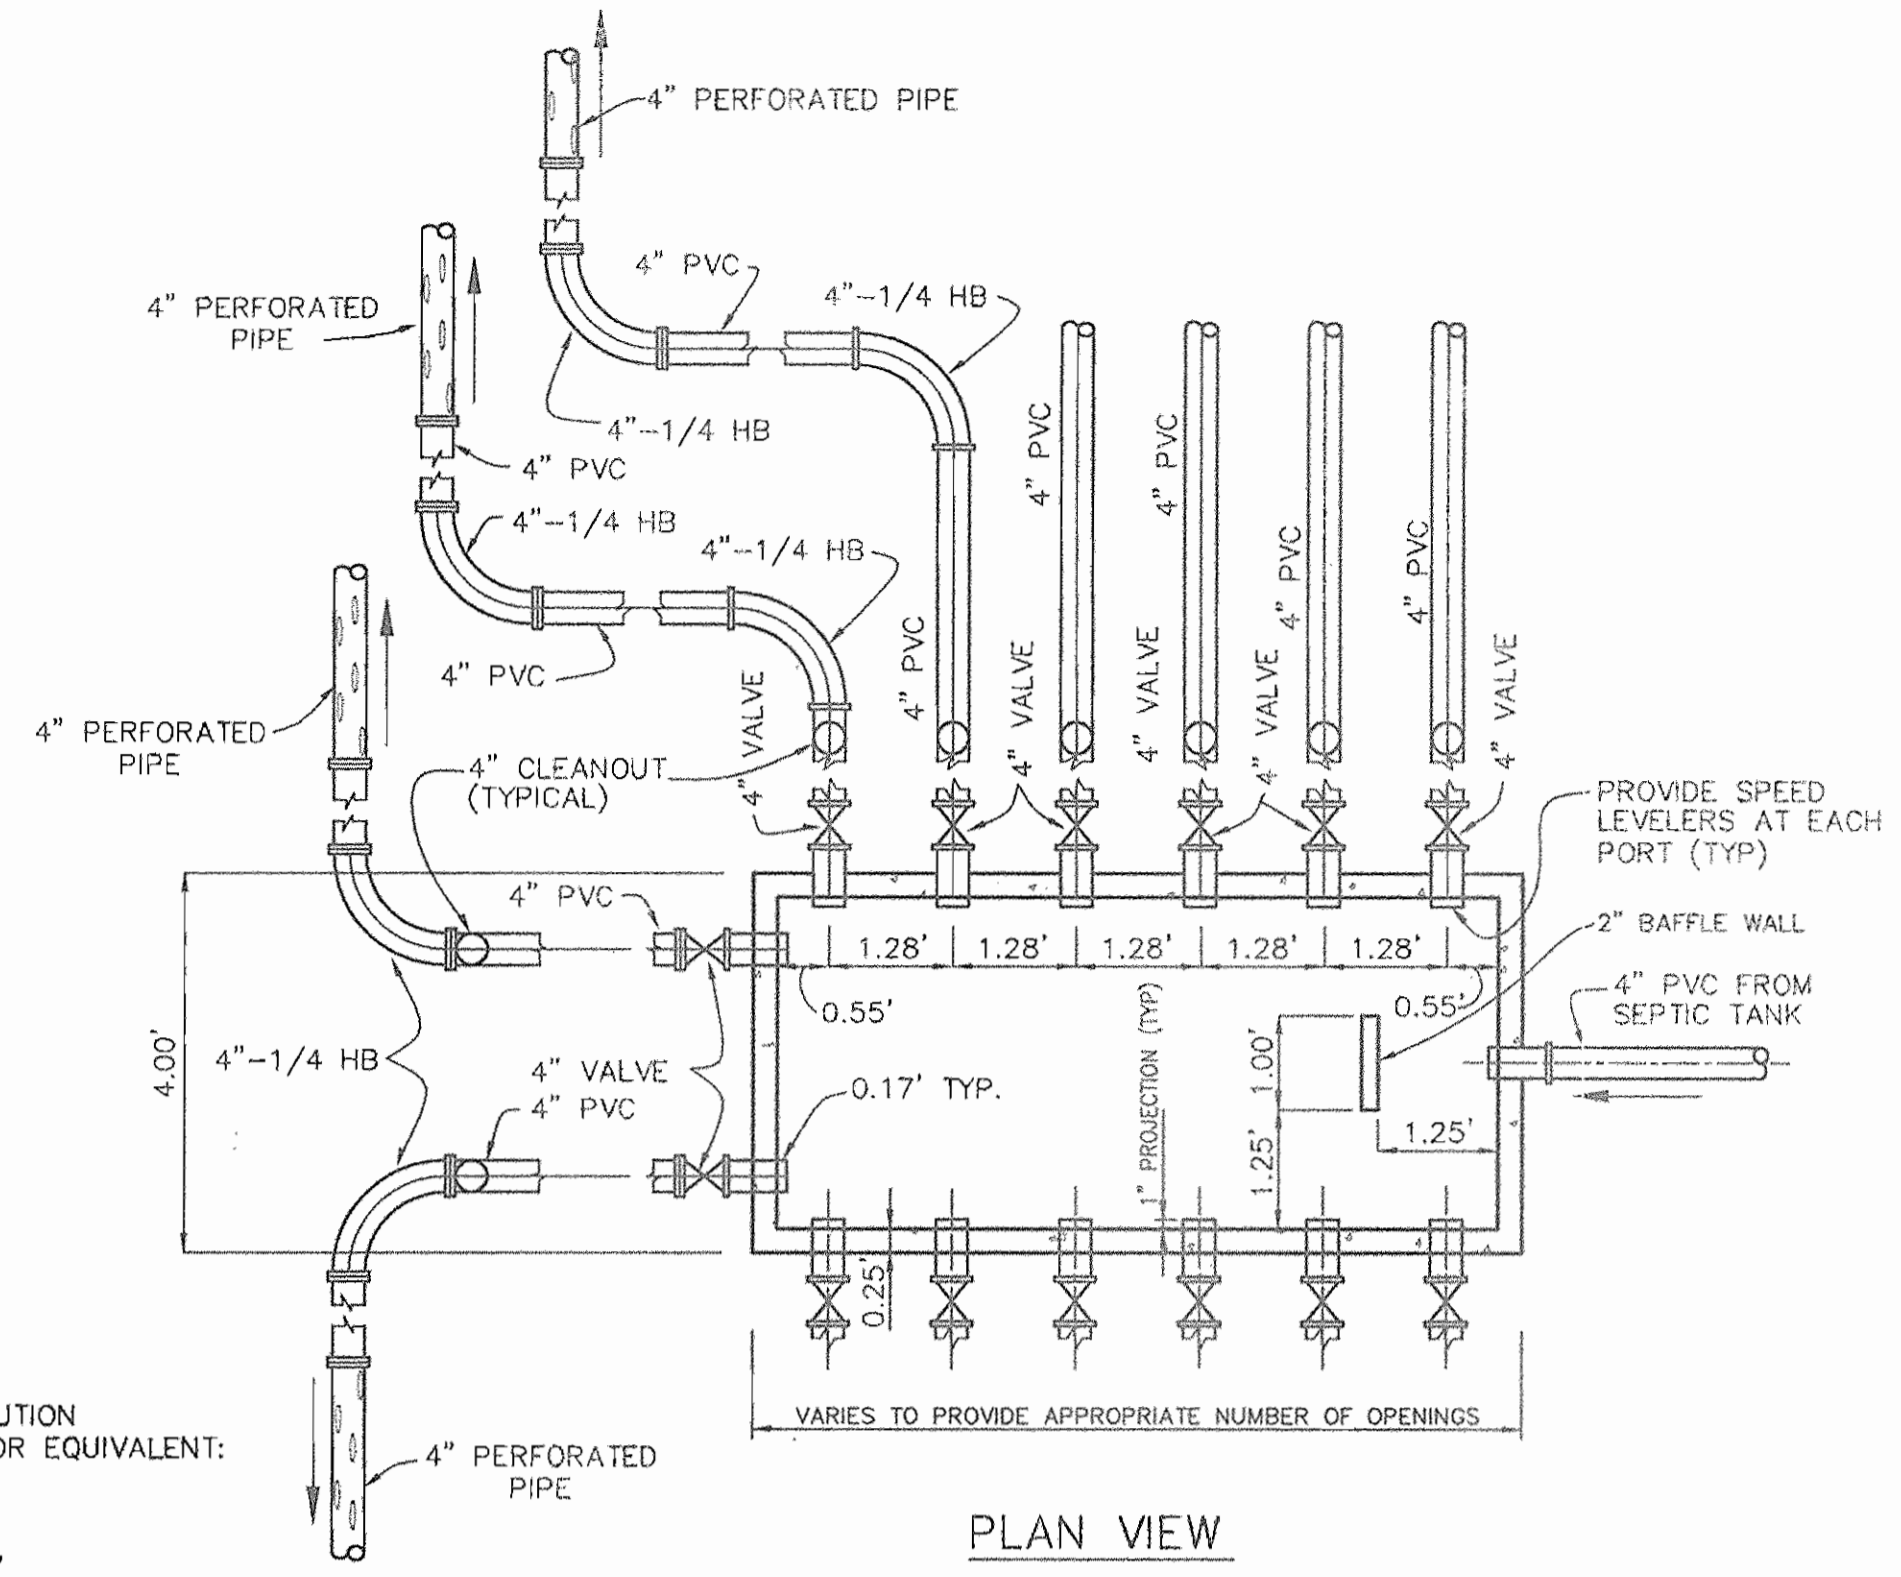 4" PERFORATED PIPE
4" PVC
4"-1/4 HB
4" PERFORATED
PIPE
4"-1/4 HB
4" PVC
4"-1/4 HB
4"-1/4 HB
4" PVC
4" PERFORATED
PIPE
4" CLEANOUT
(TYPICAL)
4" VALVE
4" PVC
4" VALVE
4" PVC
4" VALVE
4" PVC
4" VALVE
4" PVC
4" VALVE
4" PVC
PROVIDE SPEED
LEVELERS AT EACH
PORT (TYP)
2" BAFFLE WALL
4" PVC FROM
SEPTIC TANK
4" PVC
1.28'
1.28'
1.28'
1.28'
1.28'
0.55'
0.55'
4.00'
4"-1/4 HB
4" VALVE
4" PVC
0.17' TYP.
1" PROJECTION (TYP)
1.00'
1.25'
1.25'
0.25'
VARIES TO PROVIDE APPROPRIATE NUMBER OF OPENINGS
UTION
OR EQUIVALENT:
4" PERFORATED
PIPE
PLAN VIEW